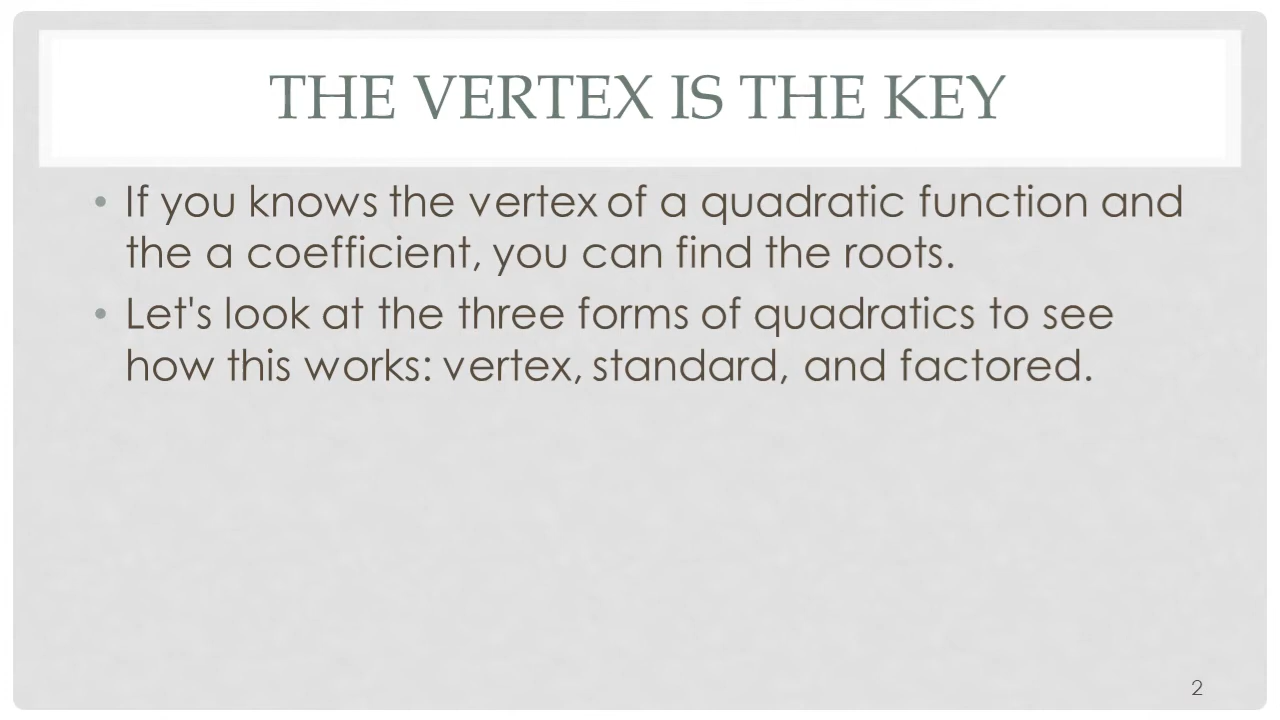 THE VERTEX IS THE KEY
• If you knows the vertex of a quadratic function and
the a coefficient, you can find the roots.
• Let's look at the three forms of quadratics to see
how this works: vertex, standard, and factored.
2